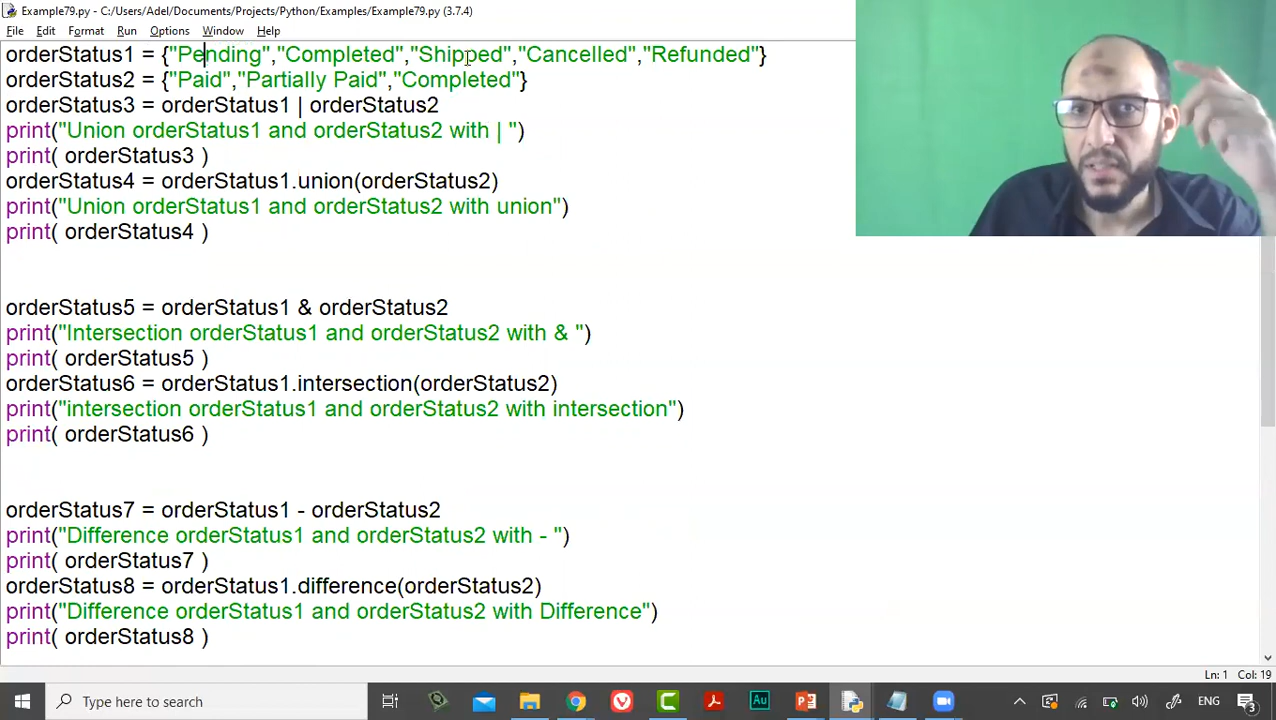 Example79.py - C:/Users/Adel/Documents/Projects/Python/Examples/Example79.py (3.7.4)
File Edit Format Run Options Window Help
orderStatus1 = {"Pending","Completed","Shipped","Cancelled","Refunded"}
orderStatus2 = {"Paid","Partially Paid","Completed"}
orderStatus3 = orderStatus1 | orderStatus2
print("Union orderStatus1 and orderStatus2 with | ")
print( orderStatus3 )
orderStatus4 = orderStatus1.union(orderStatus2)
print("Union orderStatus1 and orderStatus2 with union")
print( orderStatus4 )
orderStatus5 = orderStatus1 & orderStatus2
print("Intersection orderStatus1 and orderStatus2 with & ")
print( orderStatus5 )
orderStatus6 = orderStatus1.intersection(orderStatus2)
print("intersection orderStatus1 and orderStatus2 with intersection")
print( orderStatus6 )
orderStatus7 = orderStatus1 - orderStatus2
print("Difference orderStatus1 and orderStatus2 with - ")
print( orderStatus7 )
orderStatus8 = orderStatus1.difference(orderStatus2)
print("Difference orderStatus1 and orderStatus2 with Difference")
print( orderStatus8 )
Ln: 1 Col: 19
Type here to search
Au
ENG
3